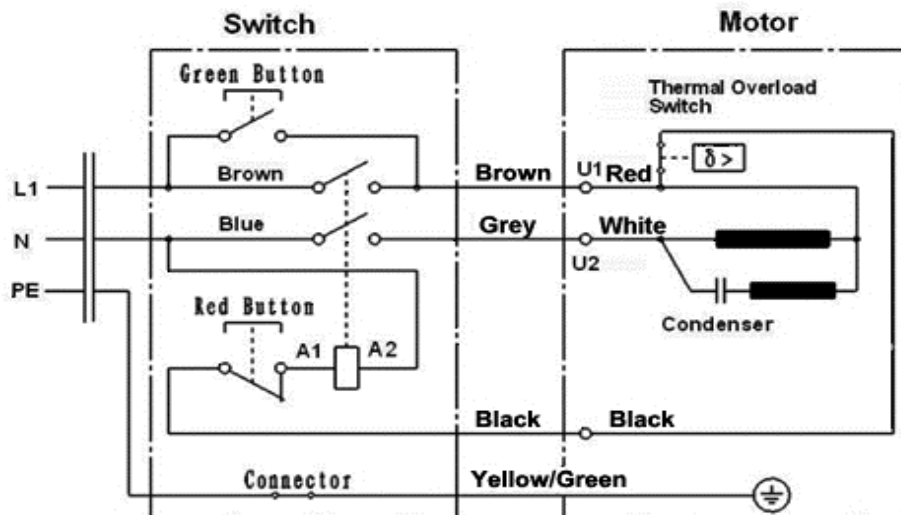 Switch
Motor
Green Button
Thermal Overload
Switch
δ >
L1
Brown
Brown
U1
Red
N
Blue
Grey
White
U2
PE
Red Button
A1
A2
Condenser
Black
Black
Connector
Yellow/Green